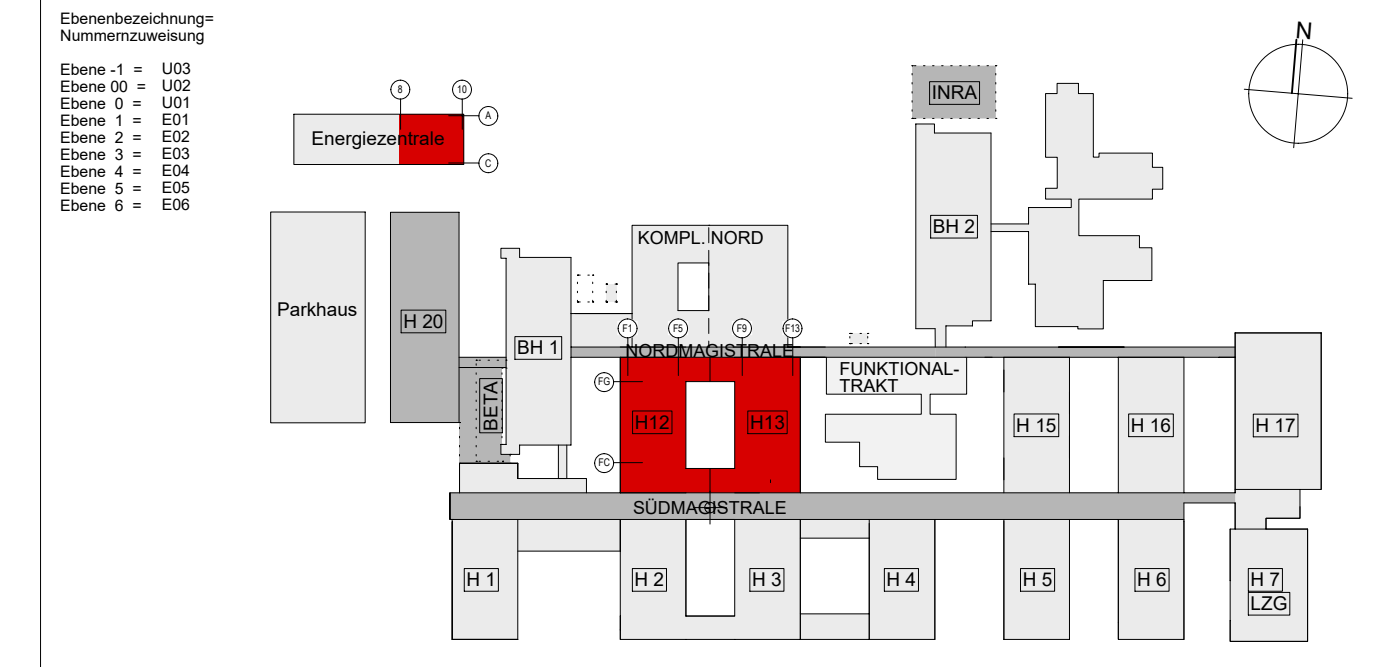 Ebenenbezeichnung=
Nummernzuweisung
Ebene -1 = U03
Ebene 00 = U02
Ebene 0 = U01
Ebene 1 = E01
Ebene 2 = E02
Ebene 3 = E03
Ebene 4 = E04
Ebene 5 = E05
Ebene 6 = E06
N
8
10
A
Energiezentrale
C
INRA
BH 2
KOMPL. NORD
Parkhaus
H 20
BH 1
F1
F5
F9
F13
NORDMAGISTRALE
FUNKTIONAL-
TRAKT
FG
BETA
H12
H13
H 15
H 16
H 17
FC
SÜDMAGISTRALE
H 1
H 2
H 3
H 4
H 5
H 6
H 7
LZG